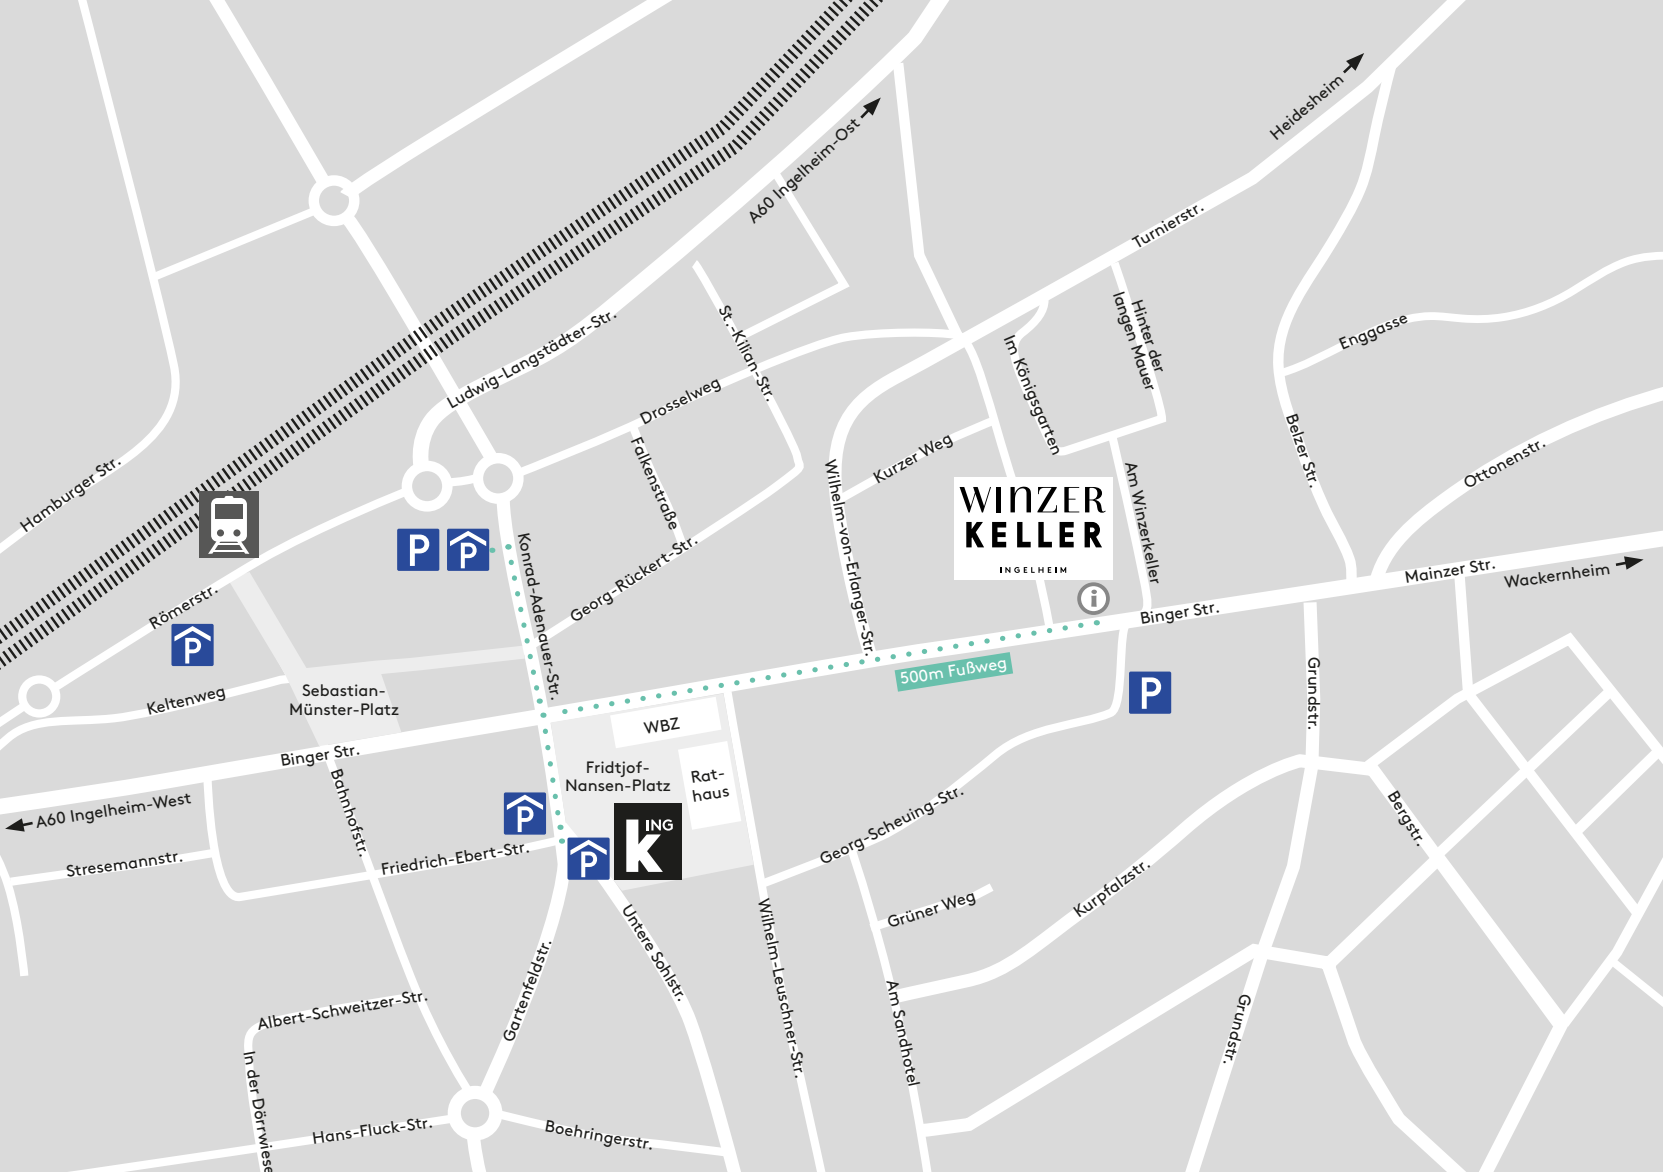 Heidesheim
A60 Ingelheim-Ost
Turnierstr.
Hinter der
langen Mauer
Ludwig-Langstädter-Str.
St.-Kilian-Str.
Im Königsgarten
Enggasse
Drosselweg
Falkenstraße
Kurzer Weg
Belzer Str.
Ottonenstr.
Hamburger Str.
Wilhelm-von-Erlanger-Str.
WINZER
KELLER
INGELHEIM
Am Winzerkeller
P
P
Konrad-Adenauer-Str.
Georg-Rückert-Str.
Mainzer Str.
Wackernheim
Römerstr.
i
Binger Str.
P
500m Fußweg
P
Grundstr.
Keltenweg
Sebastian-
Münster-Platz
WBZ
Binger Str.
Fridtjof-
Nansen-Platz
Rat-
haus
Bahnhofstr.
A60 Ingelheim-West
P
kING
P
Georg-Scheuing-Str.
Bergstr.
Stresemannstr.
Friedrich-Ebert-Str.
Kurpfalzstr.
Grüner Weg
Untere Sohlstr.
Wilhelm-Leuschner-Str.
Gartenfeldstr.
Am Sandhotel
Grundstr.
Albert-Schweitzer-Str.
In der Dörrwiese
Hans-Fluck-Str.
Boehringerstr.